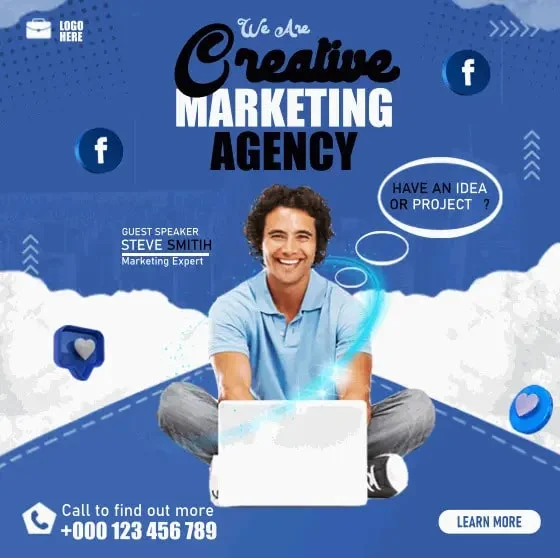 LOGO
HERE
We Are
Creative
MARKETING
AGENCY
f
f
HAVE AN IDEA
OR PROJECT ?
GUEST SPEAKER
STEVE SMITIH
Marketing Expert
Call to find out more
+000 123 456 789
LEARN MORE